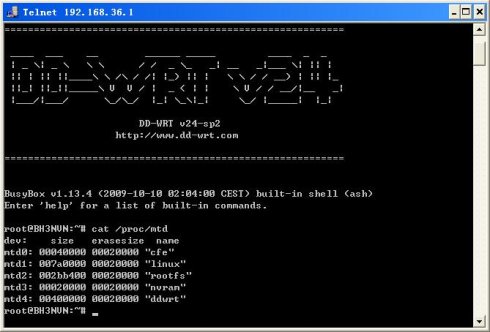 Telnet 192.168.36.1
DD-WRT v24
DD-WRT v24-sp2
http://www.dd-wrt.com
BusyBox v1.13.4 (2009-10-10 02:04:00 CEST) built-in shell (ash)
Enter 'help' for a list of built-in commands.
root@BH3NVN:~# cat /proc/mtd
dev:    size   erasesize  name
mtd0: 00040000 00020000 "cfe"
mtd1: 007a0000 00020000 "linux"
mtd2: 002bb400 00020000 "rootfs"
mtd3: 00020000 00020000 "nvram"
mtd4: 00400000 00020000 "ddwrt"
root@BH3NVN:~# _